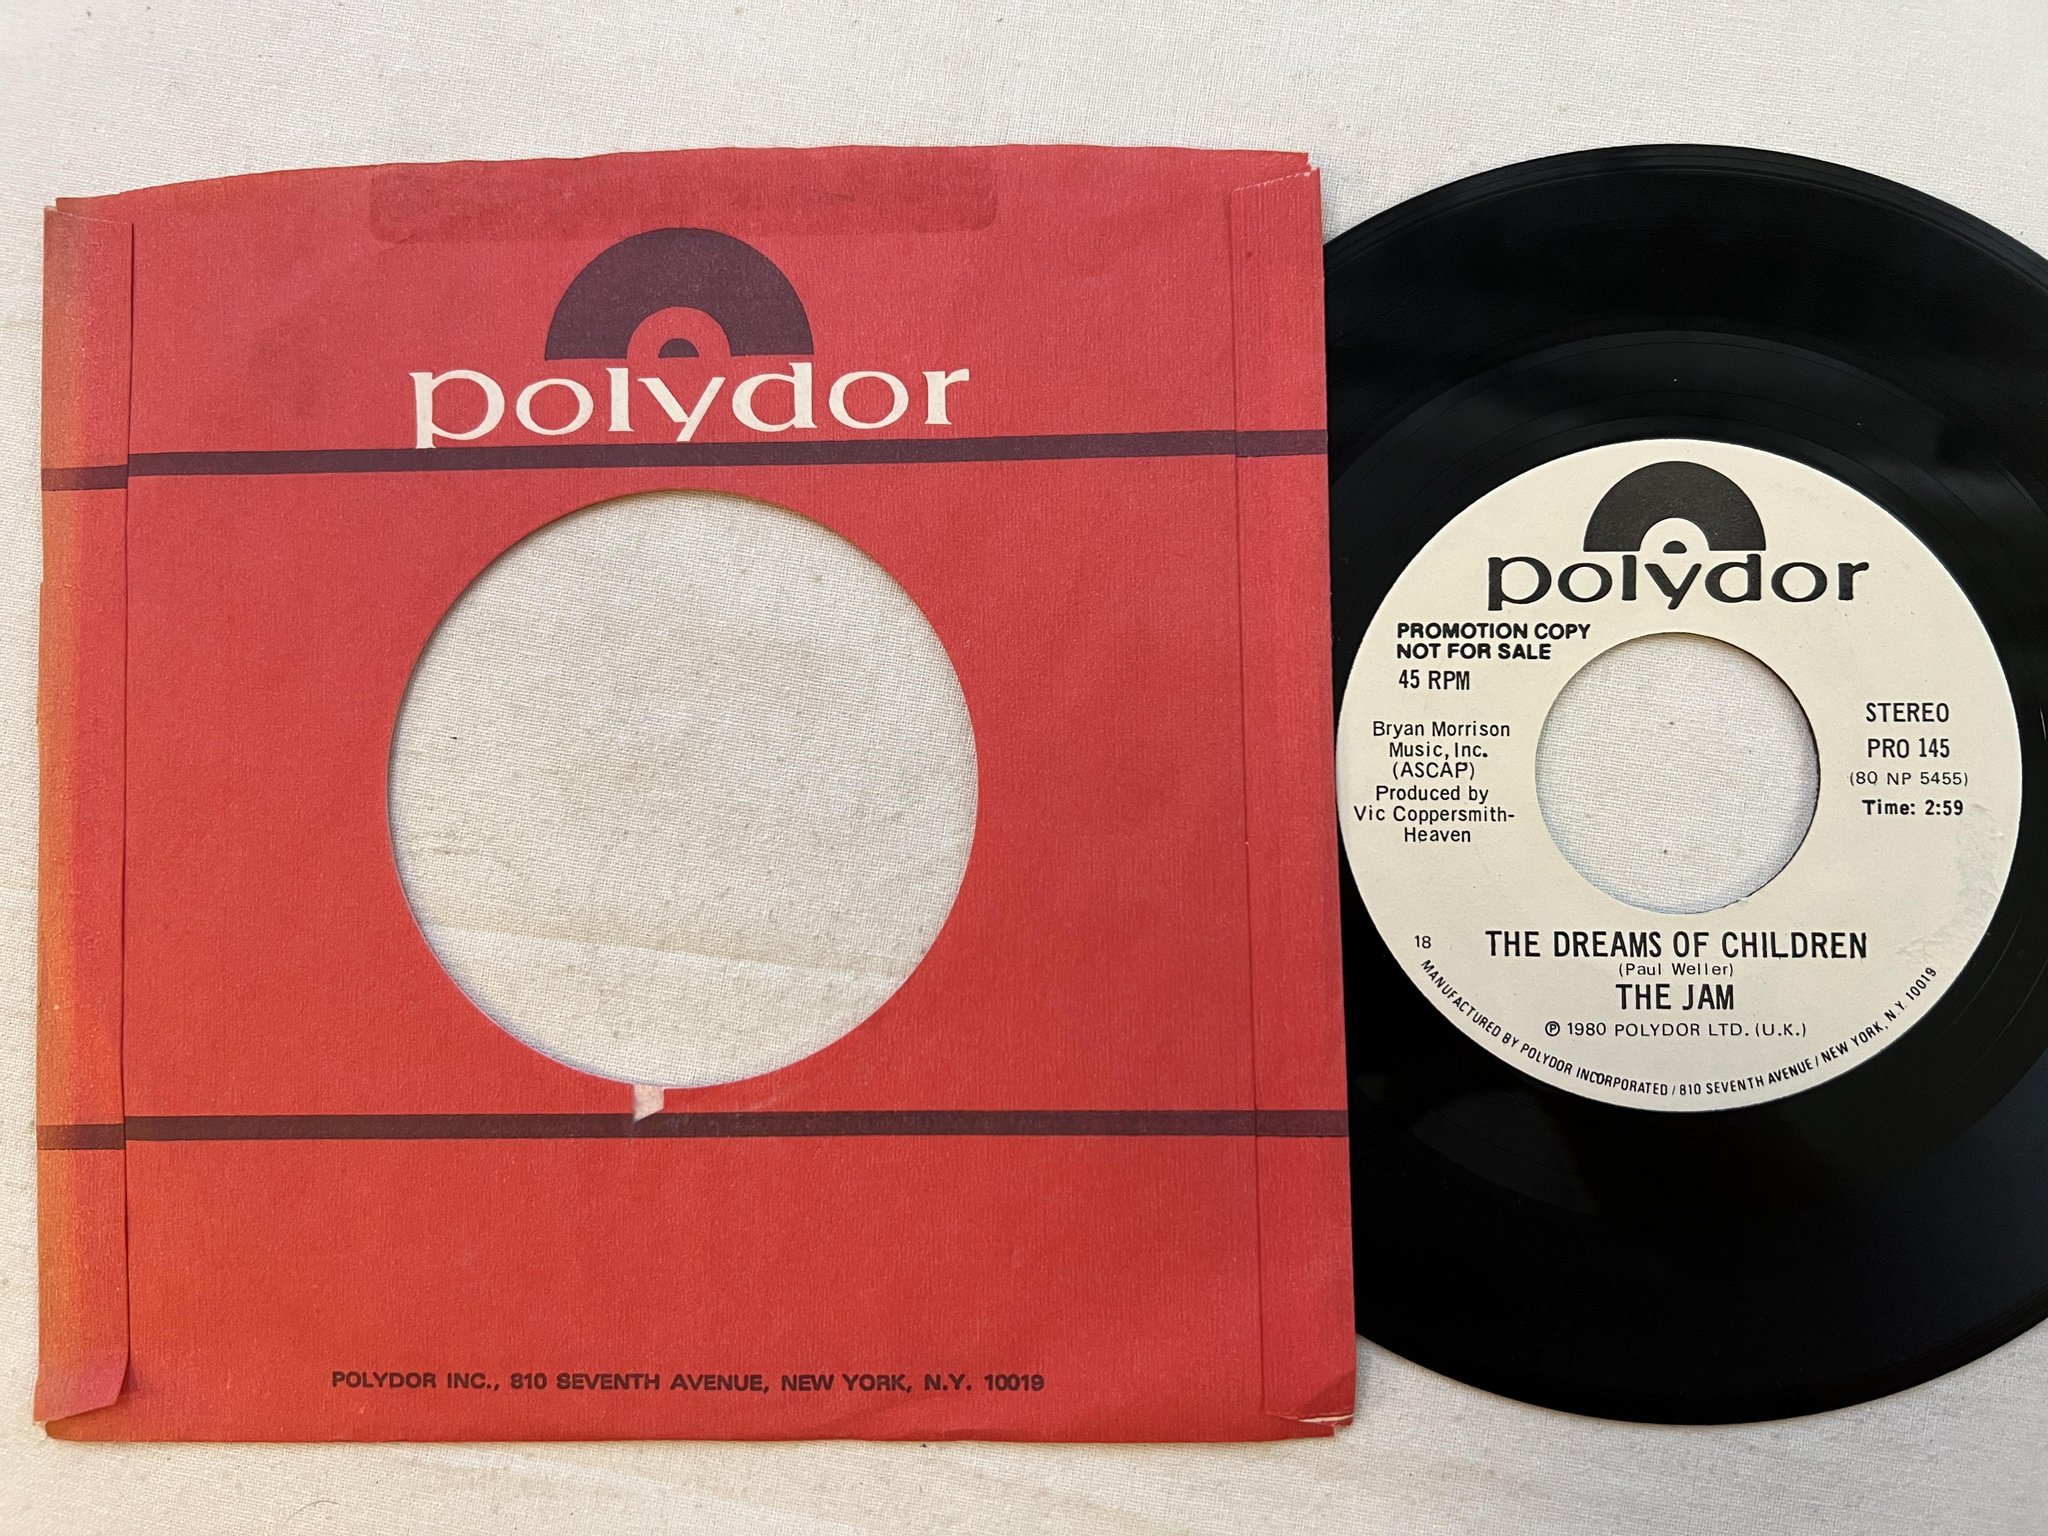 polydor
POLYDOR INC., 810 SEVENTH AVENUE, NEW YORK, N.Y. 10019
polydor
PROMOTION COPY
NOT FOR SALE
45 RPM
Bryan Morrison
Music, Inc.
(ASCAP)
Produced by
Vic Coppersmith-
Heaven
STEREO
PRO 145
(80 NP 5455)
Time: 2:59
18
THE DREAMS OF CHILDREN
(Paul Weller)
THE JAM
℗ 1980 POLYDOR LTD. (U.K.)
MANUFACTURED BY POLYDOR INCORPORATED / 810 SEVENTH AVENUE / NEW YORK, N.Y. 10019